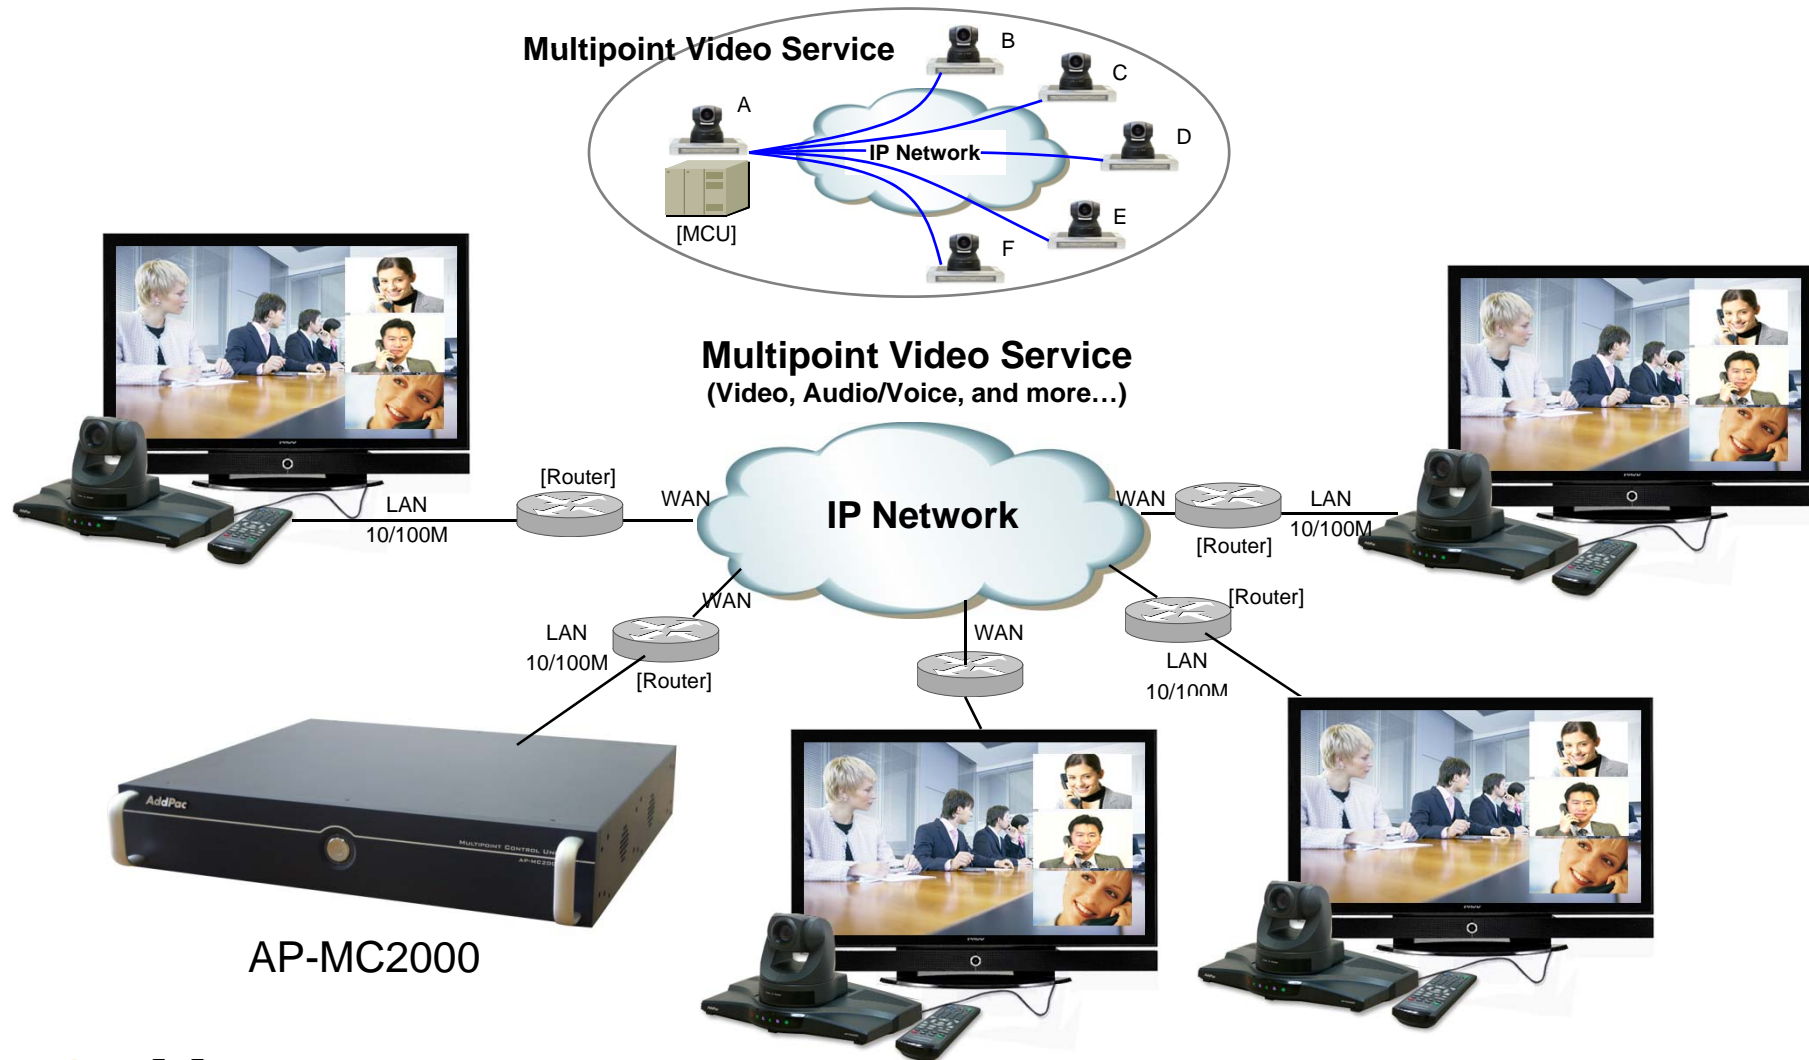 Multipoint Video Service
B
C
A
D
IP Network
E
[MCU]
F
Multipoint Video Service
(Video, Audio/Voice, and more…)
[Router]
WAN
LAN
10/100M
IP Network
WAN
LAN
10/100M
[Router]
WAN
LAN
10/100M
[Router]
WAN
[Router]
LAN
10/100M
AddPac
MULTIPOINT CONTROL
AP-MC2000